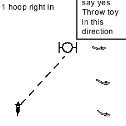 1 hoop right in
say yes
Throw toy
in this
direction